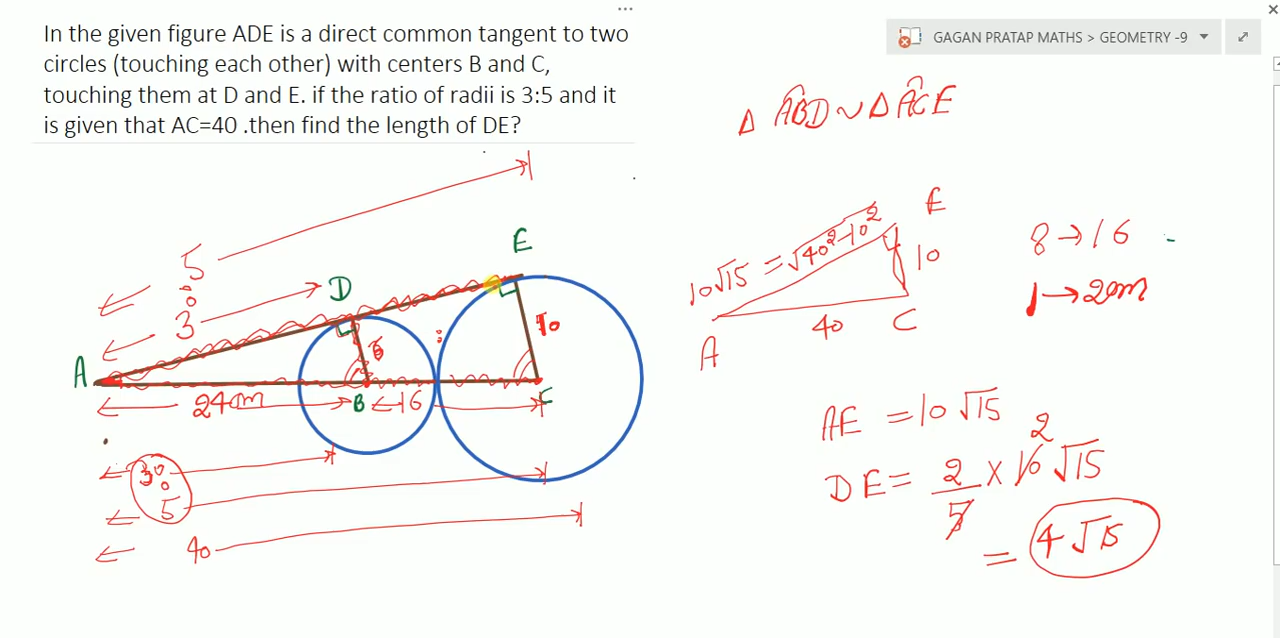 In the given figure ADE is a direct common tangent to two
circles (touching each other) with centers B and C,
touching them at D and E. if the ratio of radii is 3:5 and it
is given that AC=40 .then find the length of DE?
GAGAN PRATAP MATHS > GEOMETRY -9
Δ ABD ~ Δ ACE
5
:
3
D
E
A
6
10
24cm
B
16
C
3:
5
40
E
10√15 = √40²-10²
10
40
C
A
8→16
1→2cm
AE = 10√15
DE = 2/5 × 10 √15
2
= 4√15